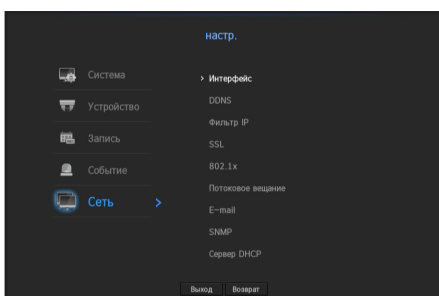 настр.
Система
Устройство
Запись
Событие
Сеть >
> Интерфейс
DDNS
Фильтр IP
SSL
802.1x
Потоковое вещание
E-mail
SNMP
Сервер DHCP
Выход Возврат